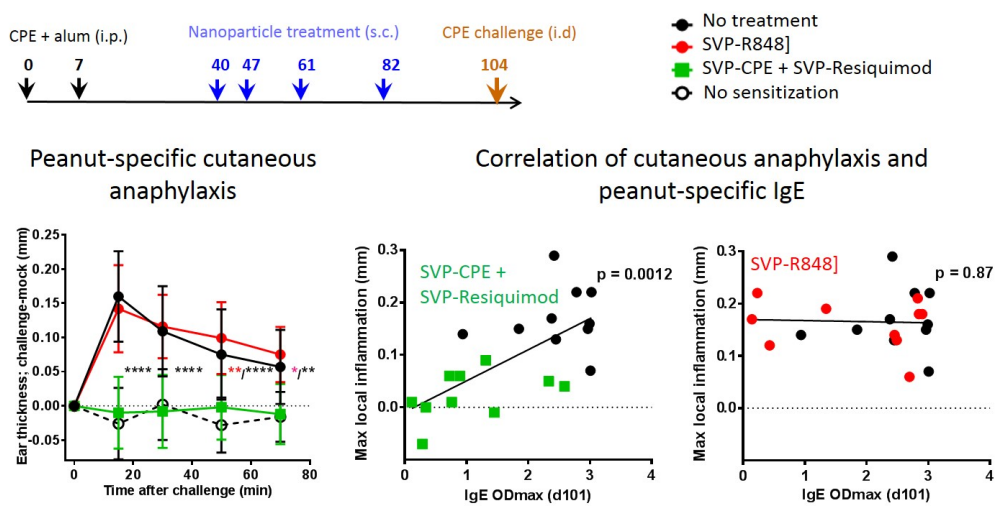 CPE + alum (i.p.)
Nanoparticle treatment (s.c.)
CPE challenge (i.d)
0
7
40
47
61
82
104
No treatment
SVP-R848]
SVP-CPE + SVP-Resiquimod
No sensitization
Peanut-specific cutaneous
anaphylaxis
Correlation of cutaneous anaphylaxis and
peanut-specific IgE
Ear thickness: challenge-mock (mm)
0.25
0.20
0.15
0.10
0.05
0.00
-0.05
****
****
**/****
*/**
0
20
40
60
80
Time after challenge (min)
Max local inflammation (mm)
0.3
0.2
0.1
0.0
SVP-CPE +
SVP-Resiquimod
p = 0.0012
0
1
2
3
4
IgE ODmax (d101)
Max local inflammation (mm)
0.3
0.2
0.1
0.0
SVP-R848]
p = 0.87
0
1
2
3
4
IgE ODmax (d101)